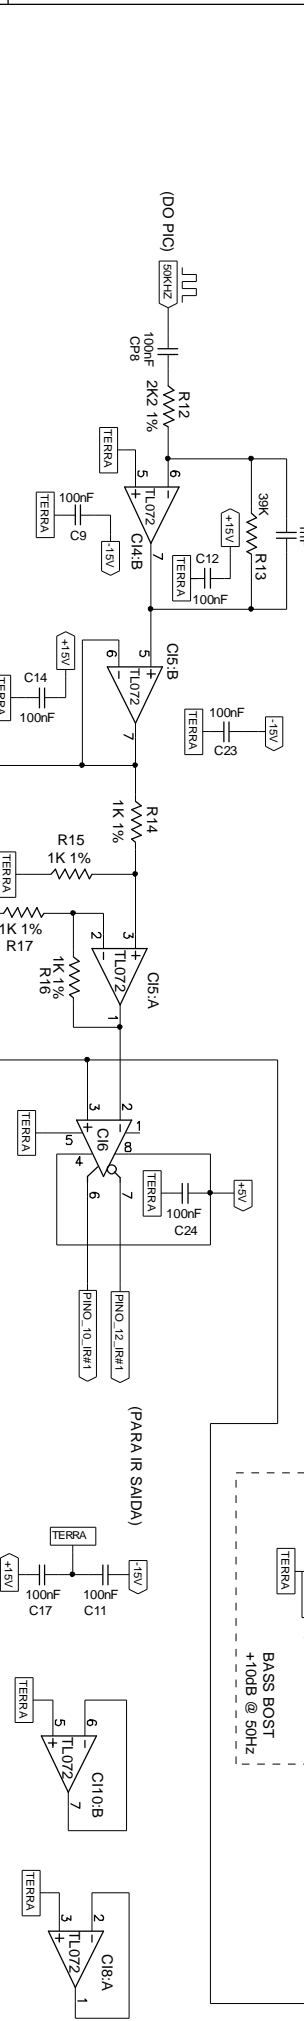 (DO PIC)
50KHZ
100nF
CP8
R12
2K2 1%
TERRA
5
6
+
-
TL072
7
CI4:B
100nF
C9
TERRA
-15V
39K
R13
+15V
C12
TERRA
100nF
CI5:B
6
5
-
+
TL072
7
+15V
C14
100nF
TERRA
-15V
100nF
C23
TERRA
R14
1K 1%
R15
1K 1%
TERRA
1K 1%
R17
R16
1K 1%
2
3
-
+
TL072
CI5:A
1
3
2
+
-
1
CI6
8
5
4
TERRA
6
7
TERRA
100nF
C24
+5V
PINO_10_IR#1
PINO_12_IR#1
(PARA IR SAIDA)
TERRA
+15V
100nF
C17
100nF
C11
-15V
TERRA
BASS BOST
+10dB @ 50Hz
TERRA
5
6
+
-
TL072
CI10:B
7
TERRA
3
2
+
-
TL072
CI8:A
1